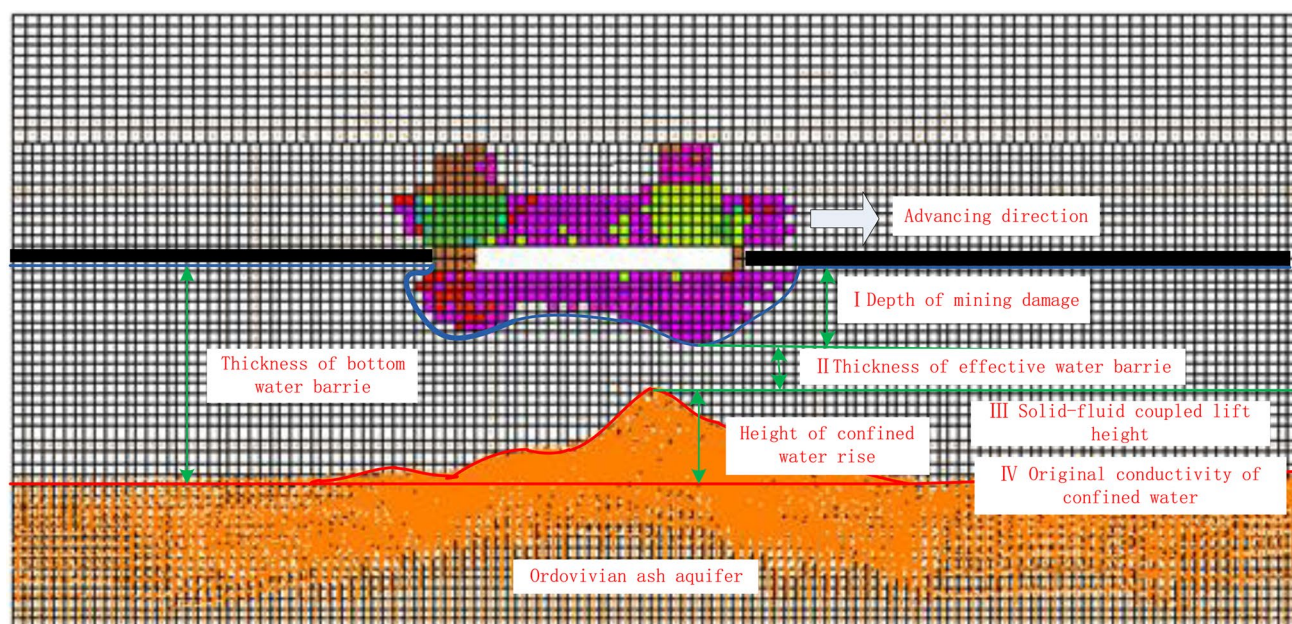 Advancing direction
Ⅰ Depth of mining damage
Thickness of bottom
water barrie
Ⅱ Thickness of effective water barrie
Ⅲ Solid-fluid coupled lift
height
Height of confined
water rise
Ⅳ Original conductivity of
confined water
Ordovivian ash aquifer